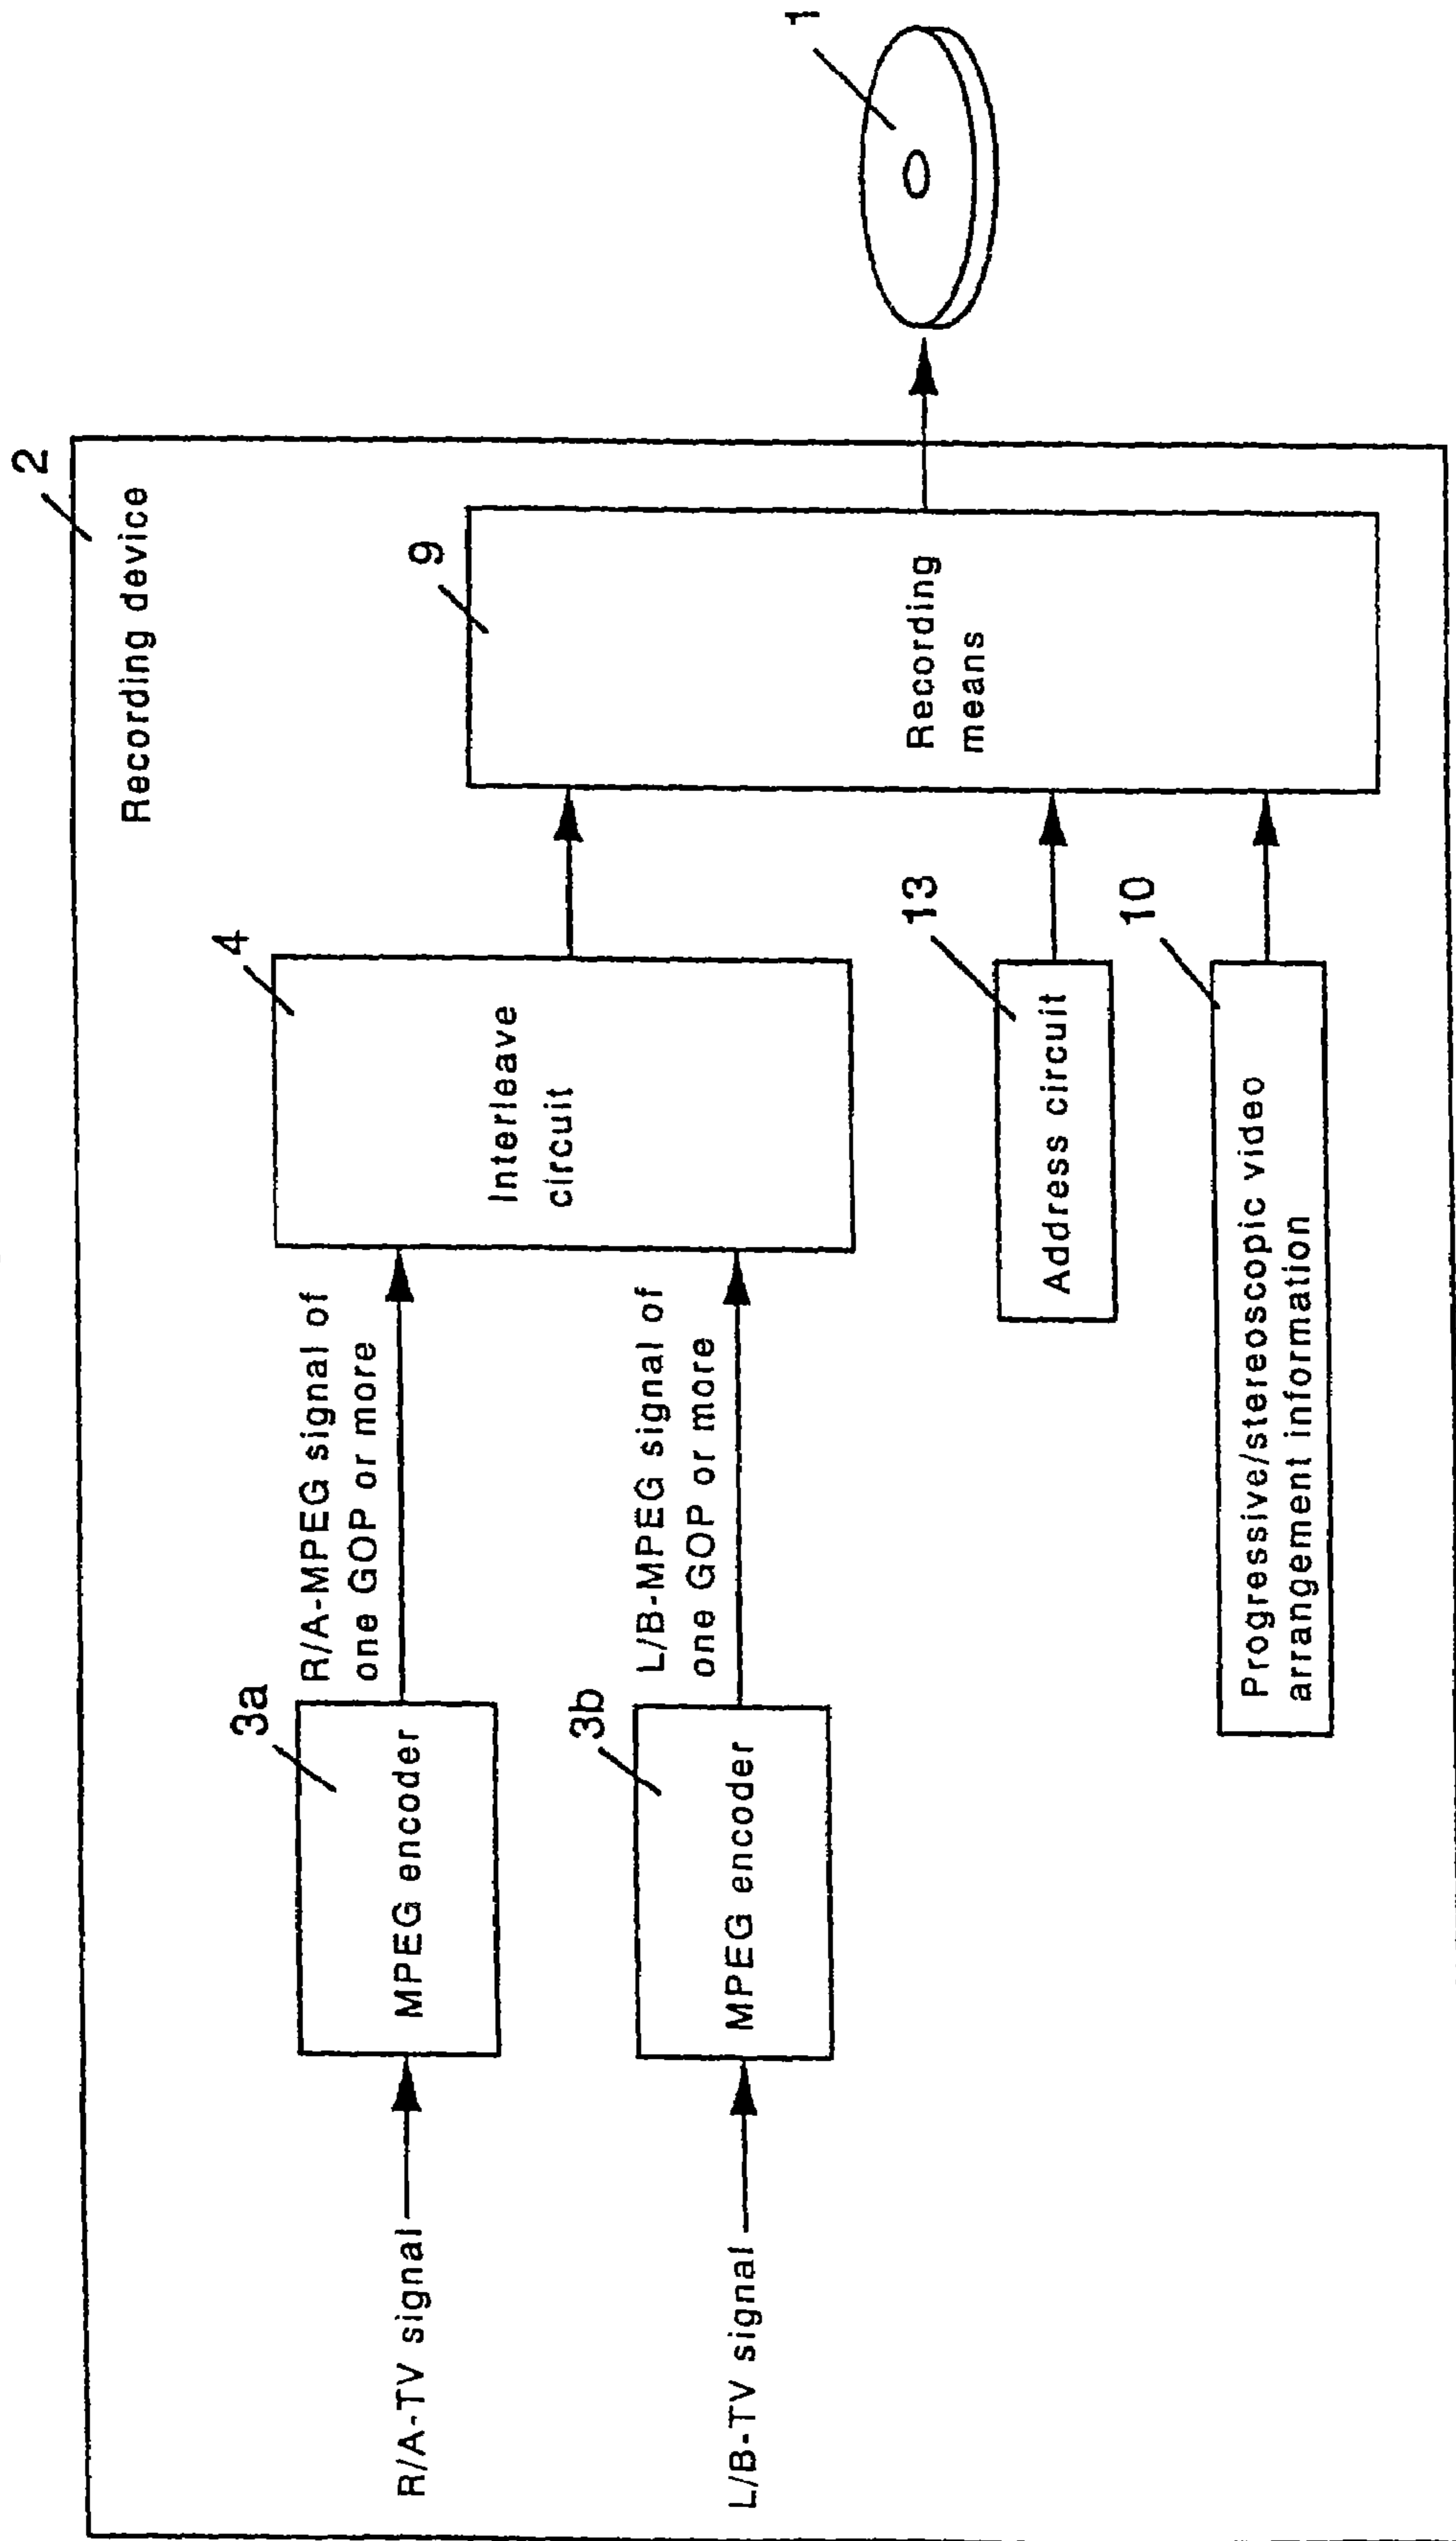 2
Recording device
1
3a
MPEG encoder
R/A-TV signal
R/A-MPEG signal of
one GOP or more
4
Interleave
circuit
9
Recording
means
3b
MPEG encoder
L/B-TV signal
L/B-MPEG signal of
one GOP or more
13
Address circuit
10
Progressive/stereoscopic video
arrangement information